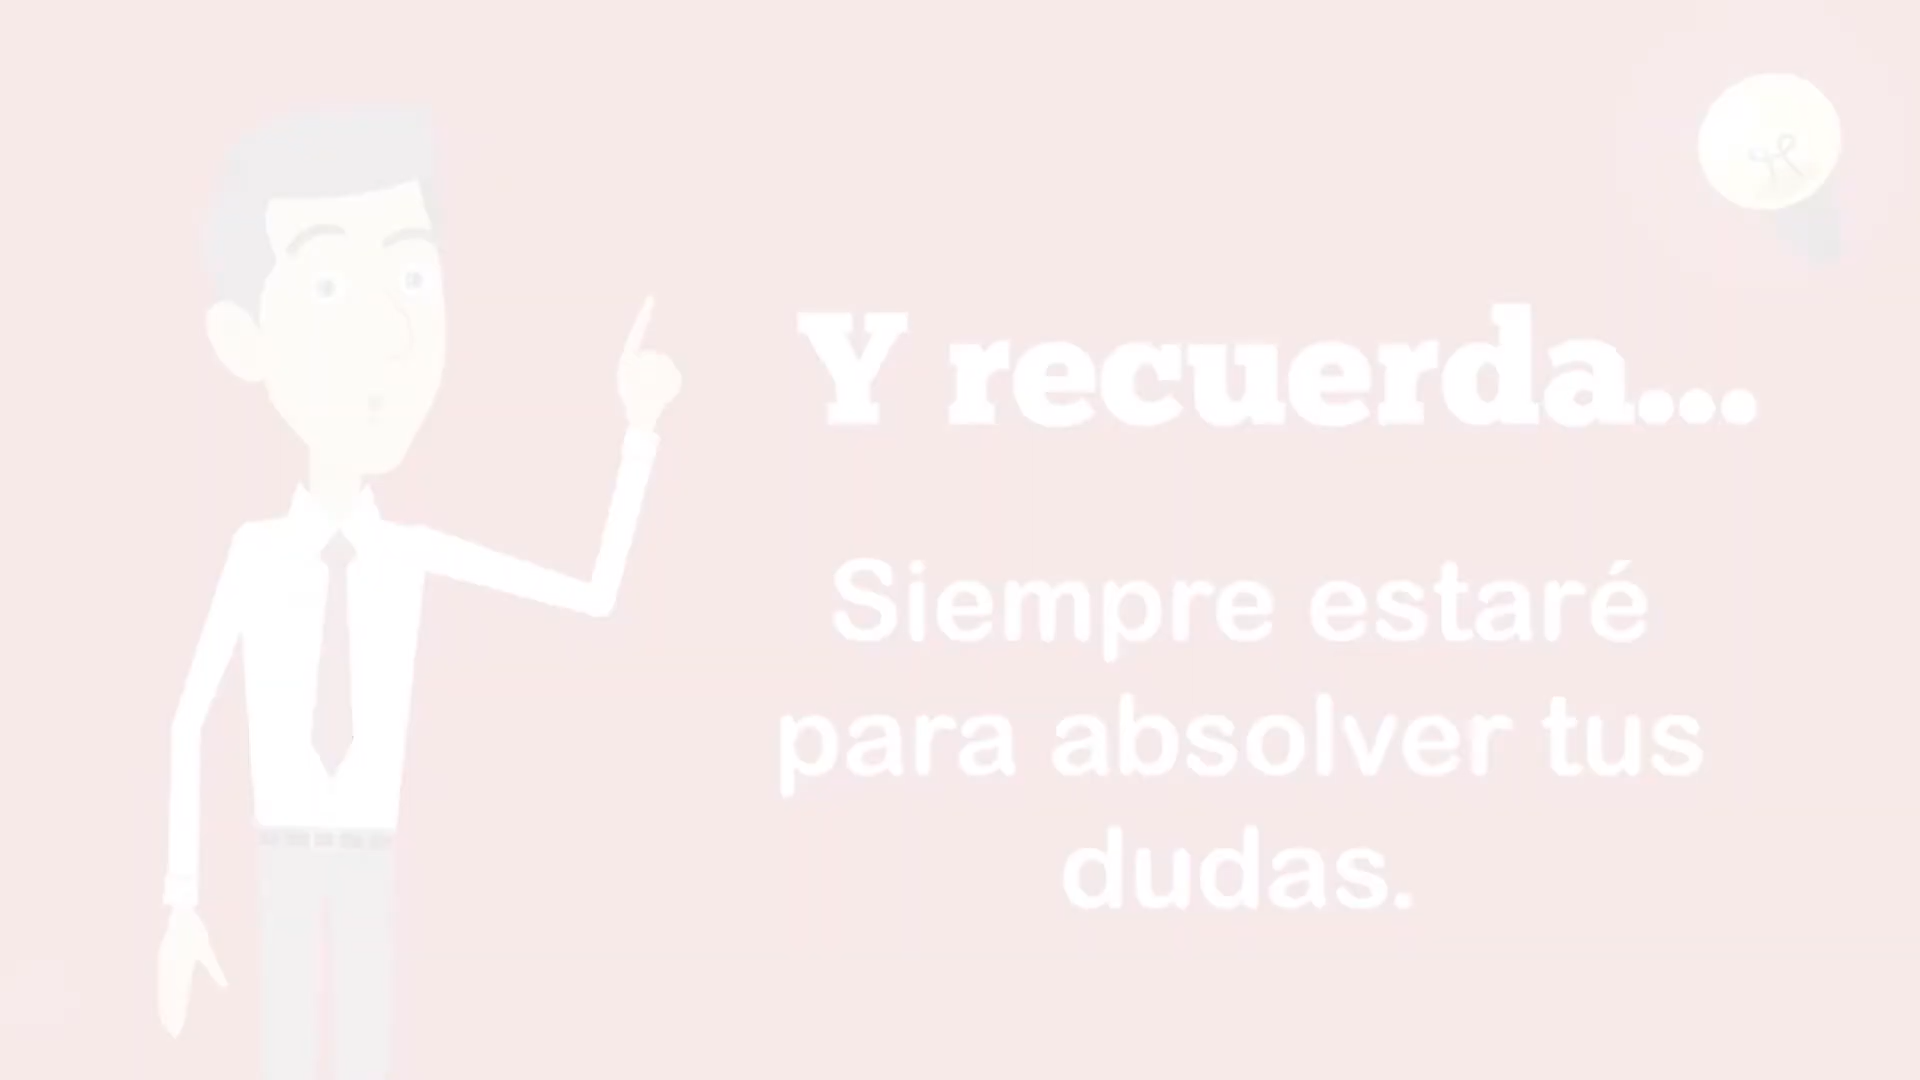 Y recuerda...
Siempre estaré
para absolver tus
dudas.